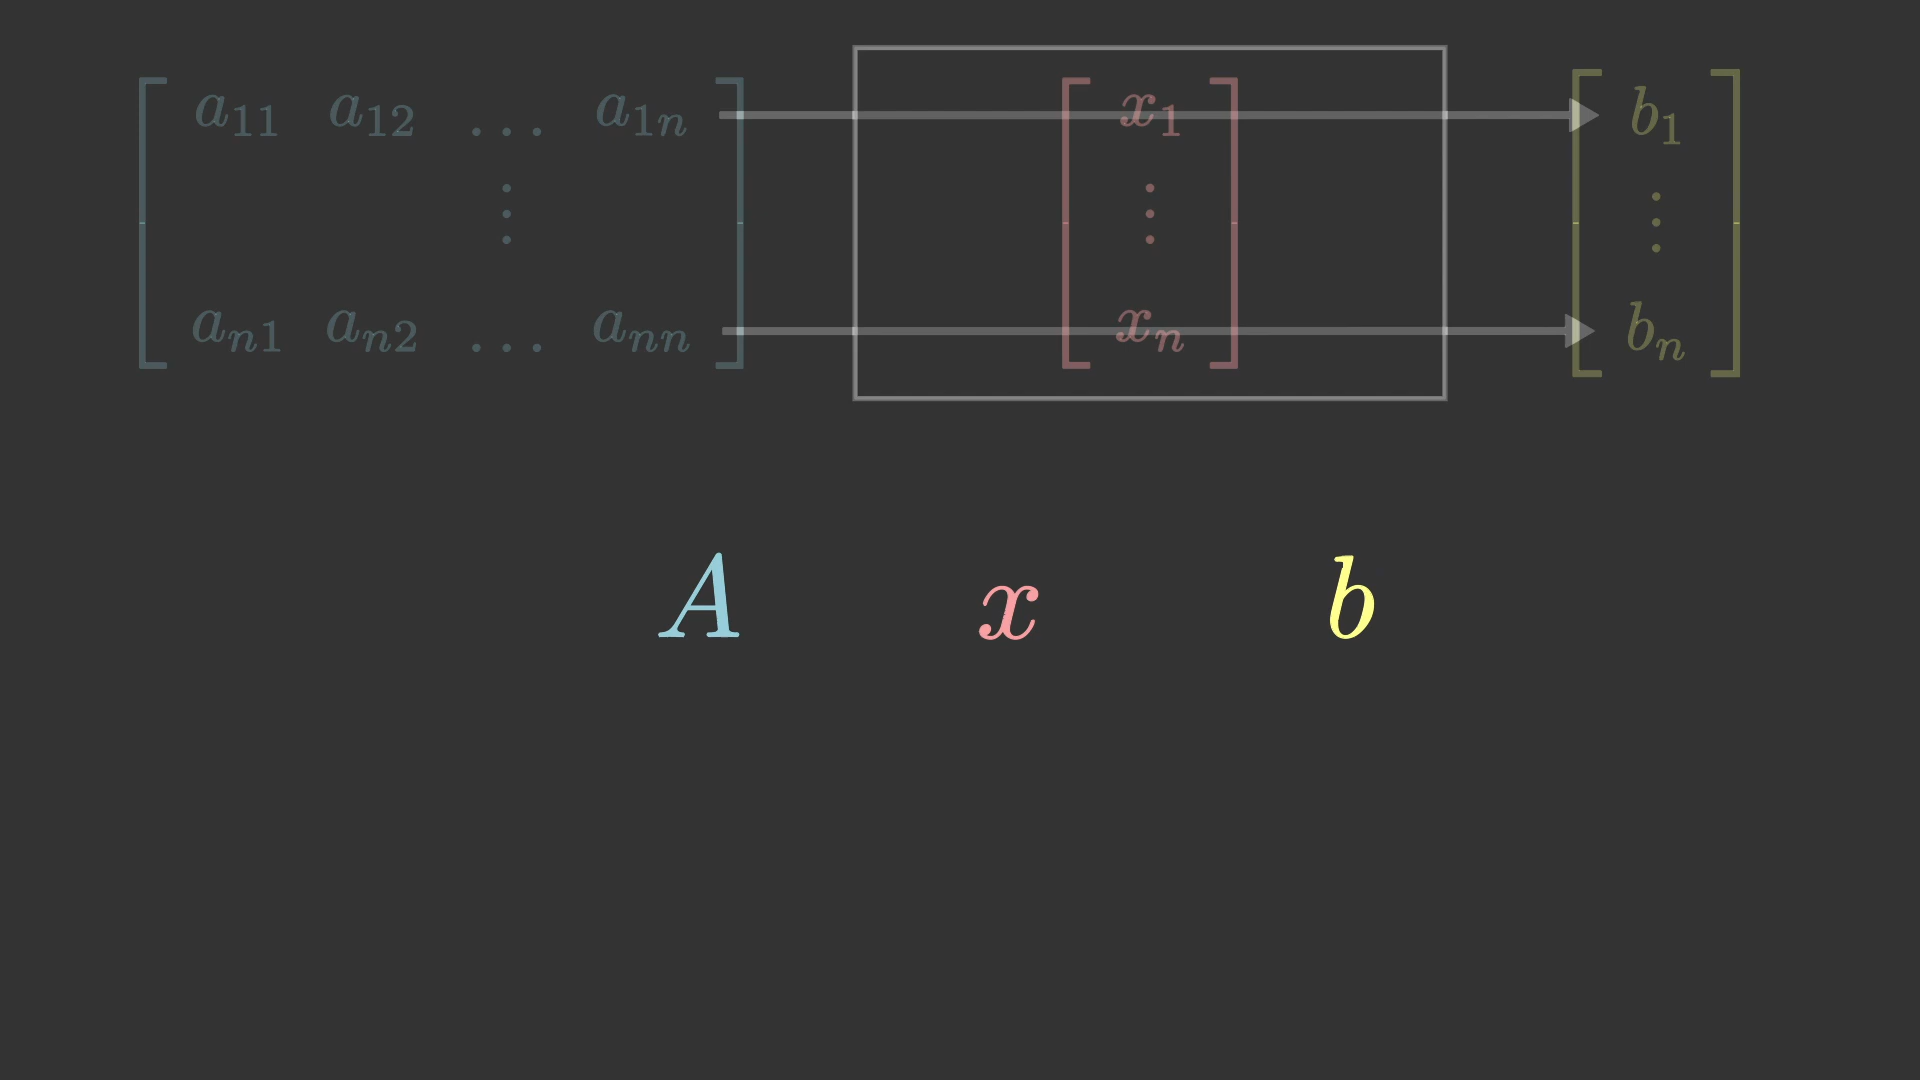 a₁₁ a₁₂ … a₁ₙ x₁ b₁
⋮ ⋮ ⋮
aₙ₁ aₙ₂ … aₙₙ xₙ bₙ
A x b